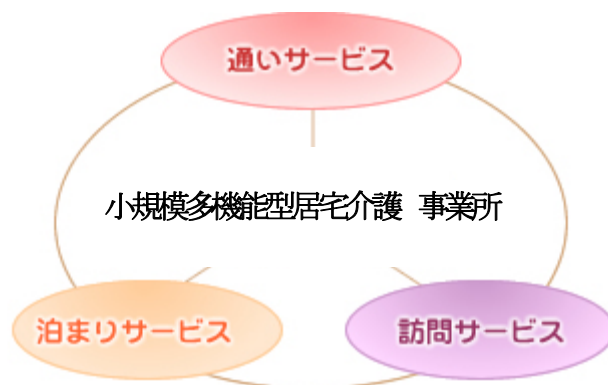 通いサービス
小規模多機能型居宅介護 事業所
泊まりサービス
訪問サービス